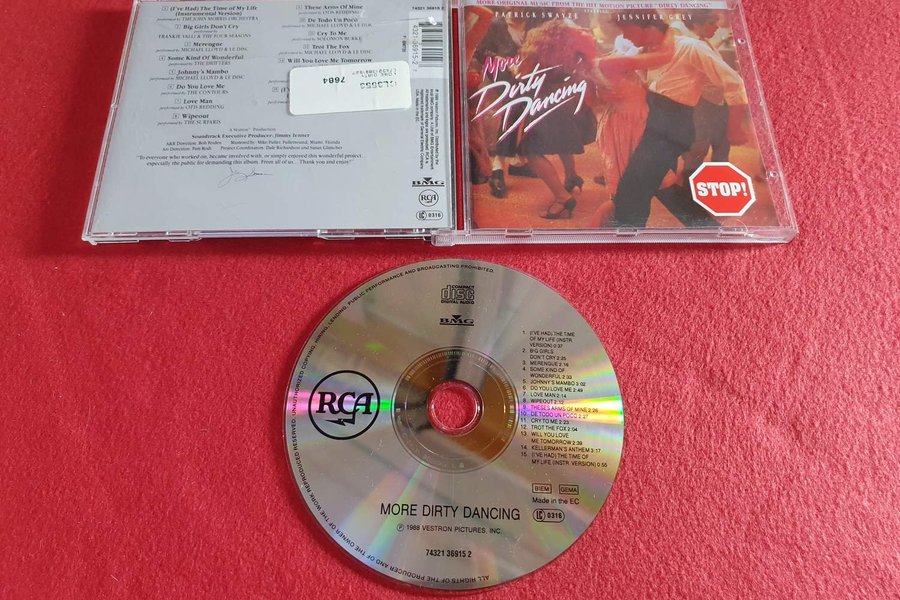 (I've Had) The Time of My Life
(Instrumental Version)
performed by THE JOHN MORRIS ORCHESTRA
Big Girls Don't Cry
performed by
FRANKIE VALLI & THE FOUR SEASONS
Merengue
performed by MICHAEL LLOYD & LE DISC
Some Kind Of Wonderful
performed by THE DRIFTERS
Johnny's Mambo
performed by MICHAEL LLOYD & LE DISC
Do You Love Me
performed by THE CONTOURS
Love Man
performed by OTIS REDDING
Wipeout
performed by THE SURFARIS
These Arms Of Mine
performed by OTIS REDDING
De Todo Un Poco
performed by MICHAEL LLOYD & LE DISC
Cry To Me
performed by SOLOMON BURKE
Trot The Fox
performed by MICHAEL LLOYD & LE DISC
Will You Love Me Tomorrow
7604
74321 36915 2
A Vestron Production
Soundtrack Executive Producer: Jimmy Ienner
"To everyone who worked on, became involved with, or simply enjoyed this wonderful project,
especially the public for demanding this album. From all of us... Thank you and enjoy!"
BMG
RCA
LC 0316
MORE ORIGINAL MUSIC FROM THE HIT MOTION PICTURE "DIRTY DANCING"
PATRICK SWAYZE
JENNIFER GREY
More
Dirty
Dancing
STOP!
COMPACT
disc
DIGITAL AUDIO
BMG
RCA
1. (I'VE HAD) THE TIME
OF MY LIFE (INSTR.
VERSION) 0:37
2. BIG GIRLS
DON'T CRY 2:25
3. MERENGUE 2:16
4. SOME KIND OF
WONDERFUL 2:33
5. JOHNNY'S MAMBO 3:02
6. DO YOU LOVE ME 2:49
7. LOVE MAN 2:14
8. WIPEOUT 2:12
9. THESE'S ARMS OF MINE 2:26
10. DE TODO UN POCO 2:27
11. CRY TO ME 2:23
12. TROT THE FOX 2:04
13. WILL YOU LOVE
ME TOMORROW 2:39
14. KELLERMAN'S ANTHEM 3:17
15. (I'VE HAD) THE TIME OF
MY LIFE (INSTR. VERSION) 0:55
BIEM GEMA
Made in the EC
LC 0316
MORE DIRTY DANCING
℗ 1988 VESTRON PICTURES, INC.
74321 36915 2
ALL RIGHTS OF THE PRODUCER AND OF THE OWNER OF THE WORK REPRODUCED RESERVED. UNAUTHORIZED COPYING, HIRING, LENDING, PUBLIC PERFORMANCE AND BROADCASTING PROHIBITED.